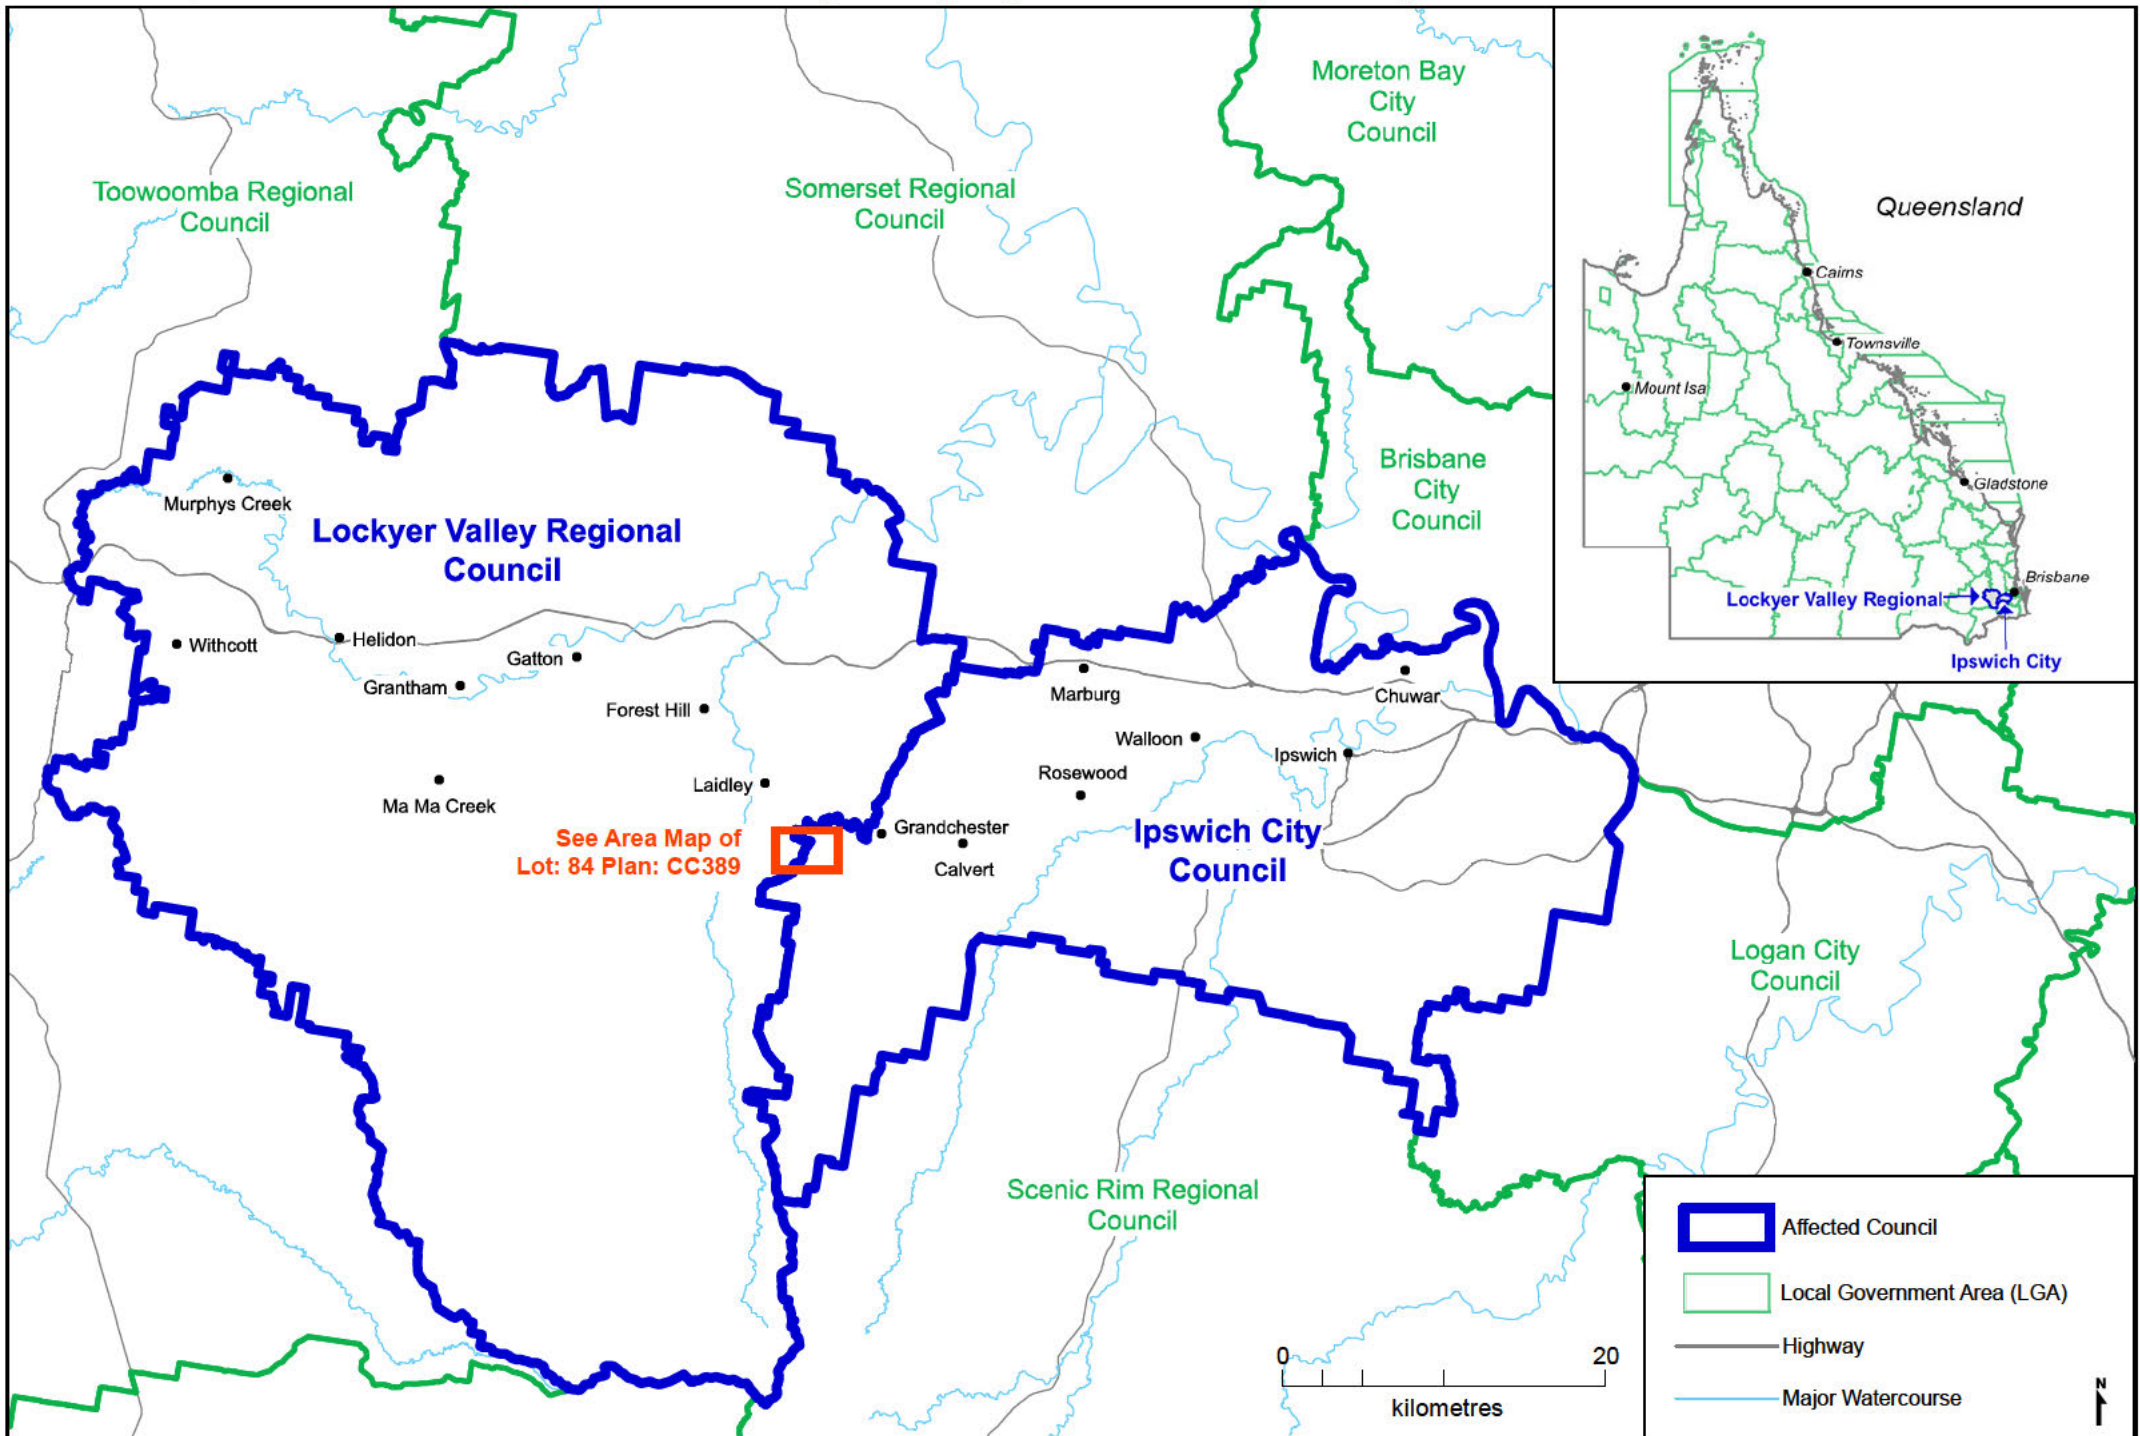 Moreton Bay
City
Council
Toowoomba Regional
Council
Somerset Regional
Council
Queensland
Cairns
Townsville
Mount Isa
Gladstone
Brisbane
Lockyer Valley Regional
Ipswich City
Brisbane
City
Council
Murphys Creek
Lockyer Valley Regional
Council
Withcott
Helidon
Gatton
Grantham
Forest Hill
Marburg
Chuwar
Walloon
Ipswich
Rosewood
Laidley
Ma Ma Creek
See Area Map of
Lot: 84 Plan: CC389
Grandchester
Calvert
Ipswich City
Council
Logan City
Council
Scenic Rim Regional
Council
0 20
kilometres
Affected Council
Local Government Area (LGA)
Highway
Major Watercourse
N